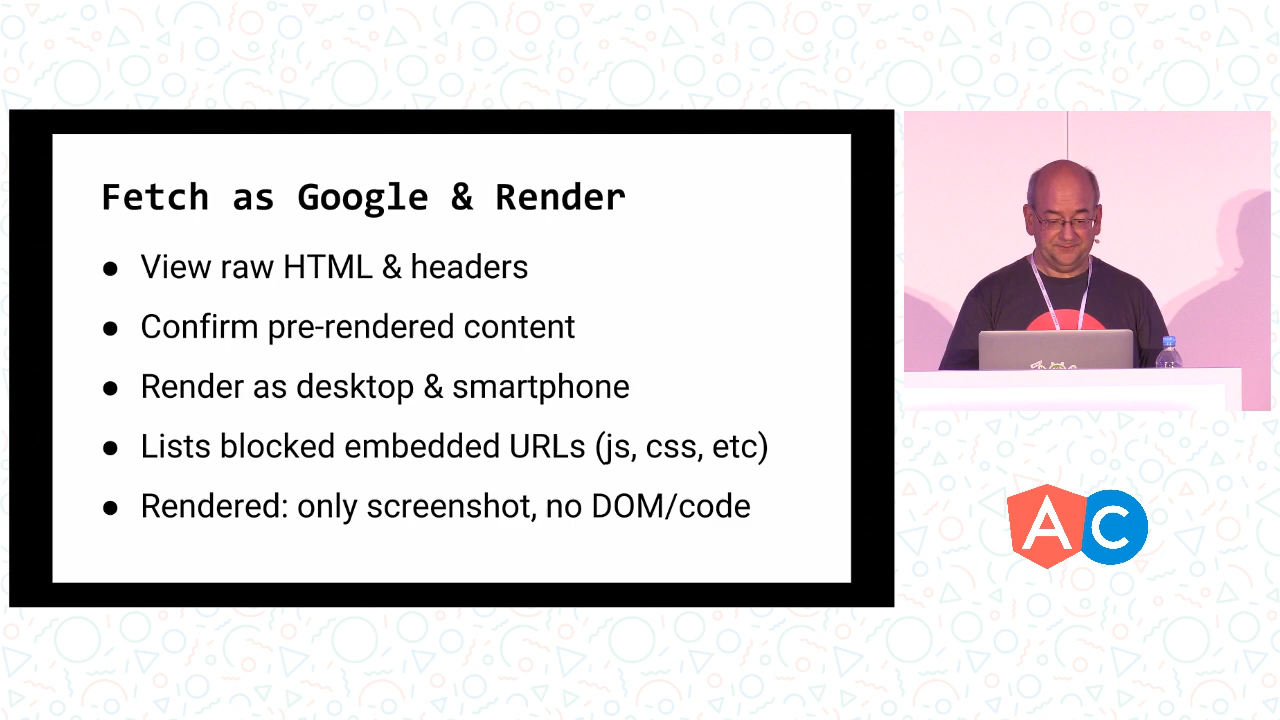 Fetch as Google & Render
● View raw HTML & headers
● Confirm pre-rendered content
● Render as desktop & smartphone
● Lists blocked embedded URLs (js, css, etc)
● Rendered: only screenshot, no DOM/code
A C